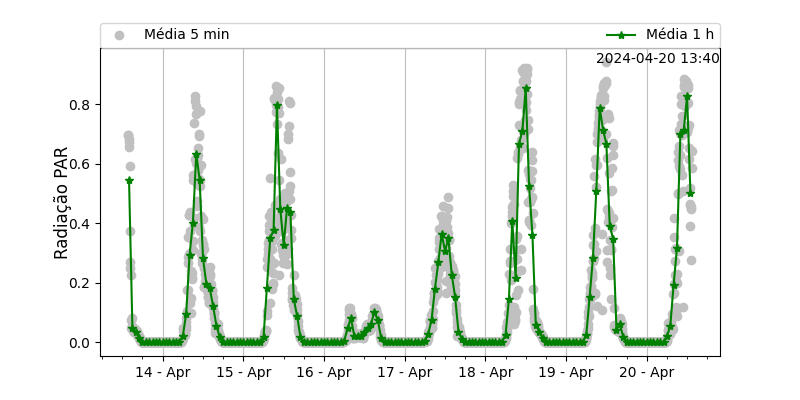 Média 5 min
Média 1 h
2024-04-20 13:40
Radiação PAR
0.8
0.6
0.4
0.2
0.0
14 - Apr
15 - Apr
16 - Apr
17 - Apr
18 - Apr
19 - Apr
20 - Apr